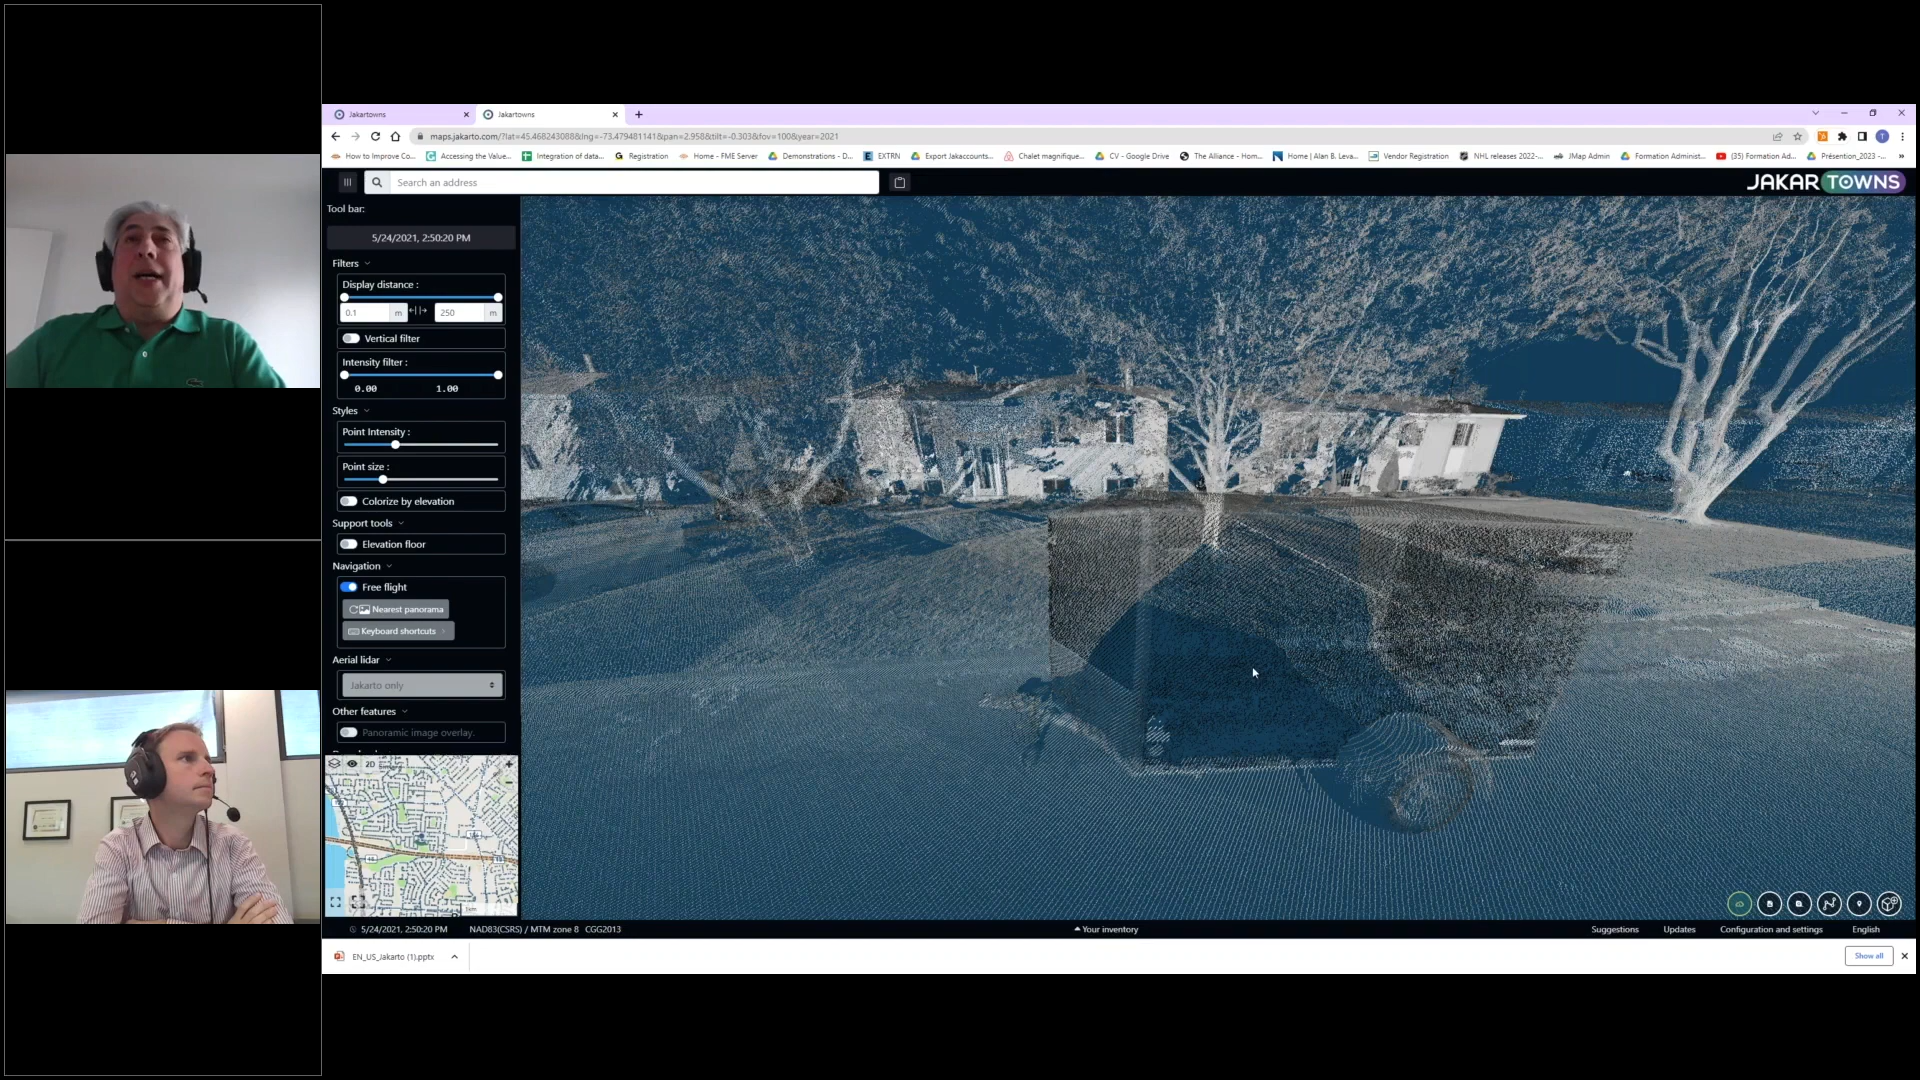 Jakartowns
Jakartowns
maps.jakarto.com/?lat=45.468243088&lng=-73.479481141&pan=2.958&tilt=-0.303&fov=100&year=2021
How to Improve Co... Accessing the Value... Integration of data... Registration Home - FME Server Demonstrations - D... EXTRN Export Jakaccounts... Chalet magnifique... CV - Google Drive The Alliance - Hom... Home | Alan B. Leva... Vendor Registration NHL releases 2022-... JMap Admin Formation Administ... (35) Formation Ad... Présention_2023 -... »
Search an address
JAKARTOWNS
Tool bar:
5/24/2021, 2:50:20 PM
Filters
Display distance :
0.1 m 250 m
Vertical filter
Intensity filter :
0.00 1.00
Styles
Point Intensity :
Point size :
Colorize by elevation
Support tools
Elevation floor
Navigation
Free flight
Nearest panorama
Keyboard shortcuts
Aerial lidar
Jakarto only
Other features
Panoramic image overlay.
2D
5/24/2021, 2:50:20 PM NAD83(CSRS) / MTM zone 8 CGG2013
Your inventory
Suggestions Updates Configuration and settings English
EN_US_Jakarto (1).pptx
Show all